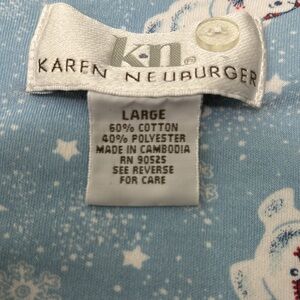 kn®
KAREN NEUBURGER
LARGE
60% COTTON
40% POLYESTER
MADE IN CAMBODIA
RN 90525
SEE REVERSE
FOR CARE